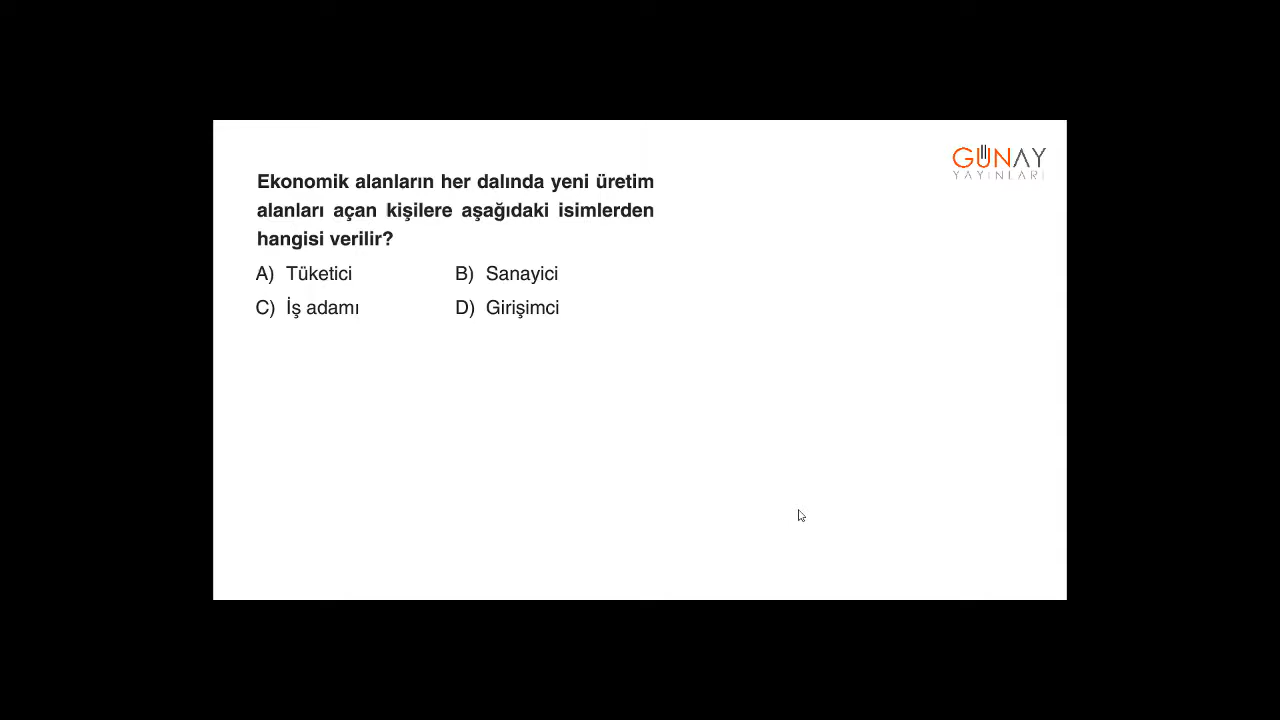 GÜNAY
YAYINLARI
Ekonomik alanların her dalında yeni üretim
alanları açan kişilere aşağıdaki isimlerden
hangisi verilir?
A) Tüketici B) Sanayici
C) İş adamı D) Girişimci